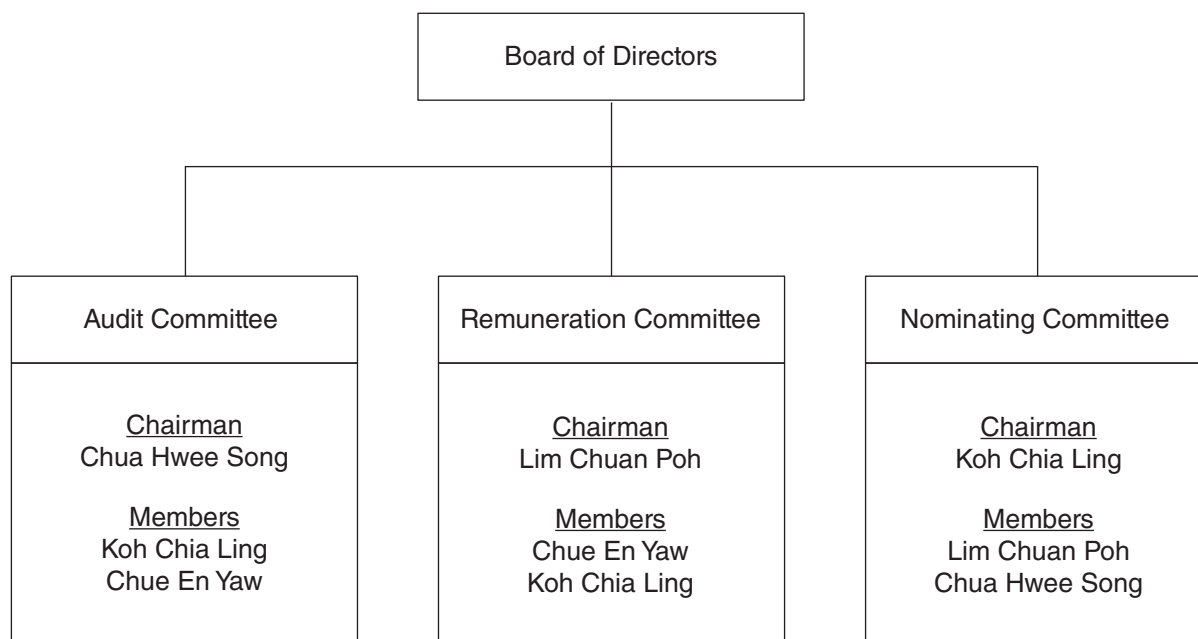 Board of Directors
Audit Committee
Chairman
Chua Hwee Song
Members
Koh Chia Ling
Chue En Yaw
Remuneration Committee
Chairman
Lim Chuan Poh
Members
Chue En Yaw
Koh Chia Ling
Nominating Committee
Chairman
Koh Chia Ling
Members
Lim Chuan Poh
Chua Hwee Song